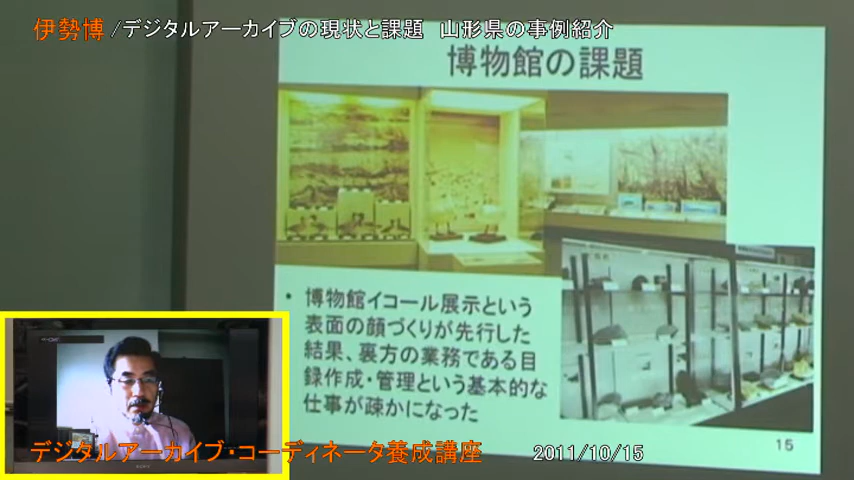 伊勢博/デジタルアーカイブの現状と課題 山形県の事例紹介
博物館の課題
・博物館イコール展示という
表面の顔づくりが先行した
結果、裏方の業務である目
録作成・管理という基本的な
仕事が疎かになった
15
デジタルアーカイブ・コーディネータ養成講座 2011/10/15
SONY